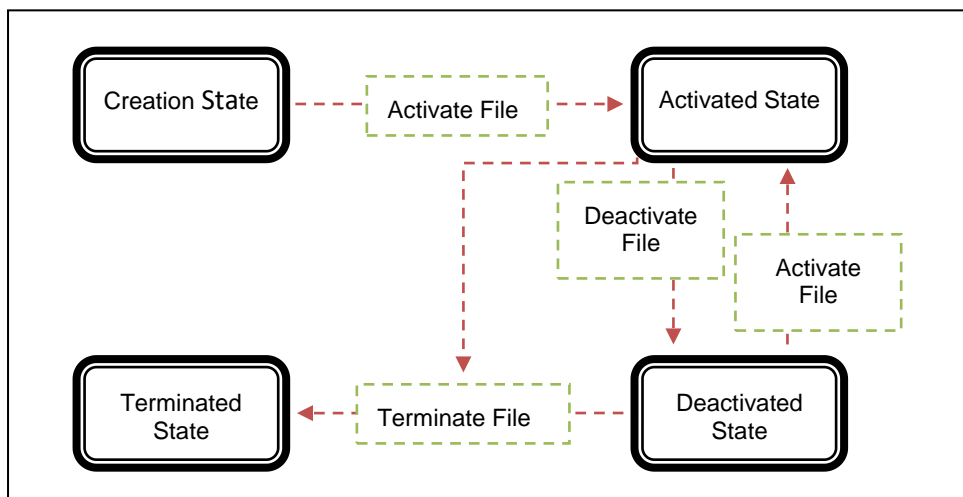 Creation State
Activate File
Activated State
Deactivate
File
Activate
File
Terminated
State
Terminate File
Deactivated
State